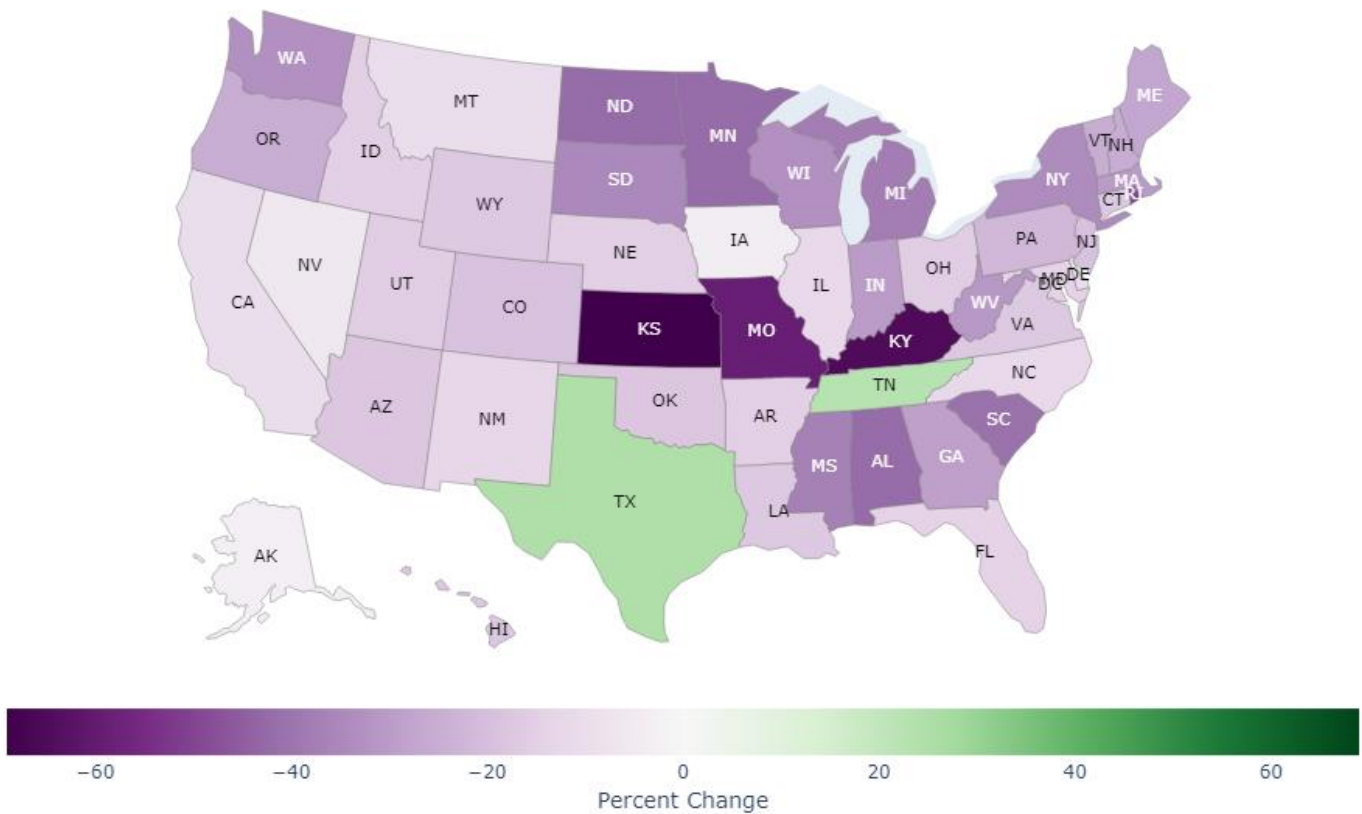 WA
MT
ND
MN
ME
OR
ID
VT
NH
WI
SD
NY
MA
MI
RI
CT
WY
IA
PA
NJ
NE
NV
OH
MD
DE
DC
UT
IL
IN
CA
CO
WV
VA
KS
MO
KY
NC
TN
AZ
NM
OK
AR
SC
MS
AL
GA
TX
LA
FL
AK
HI
−60
−40
−20
0
20
40
60
Percent Change